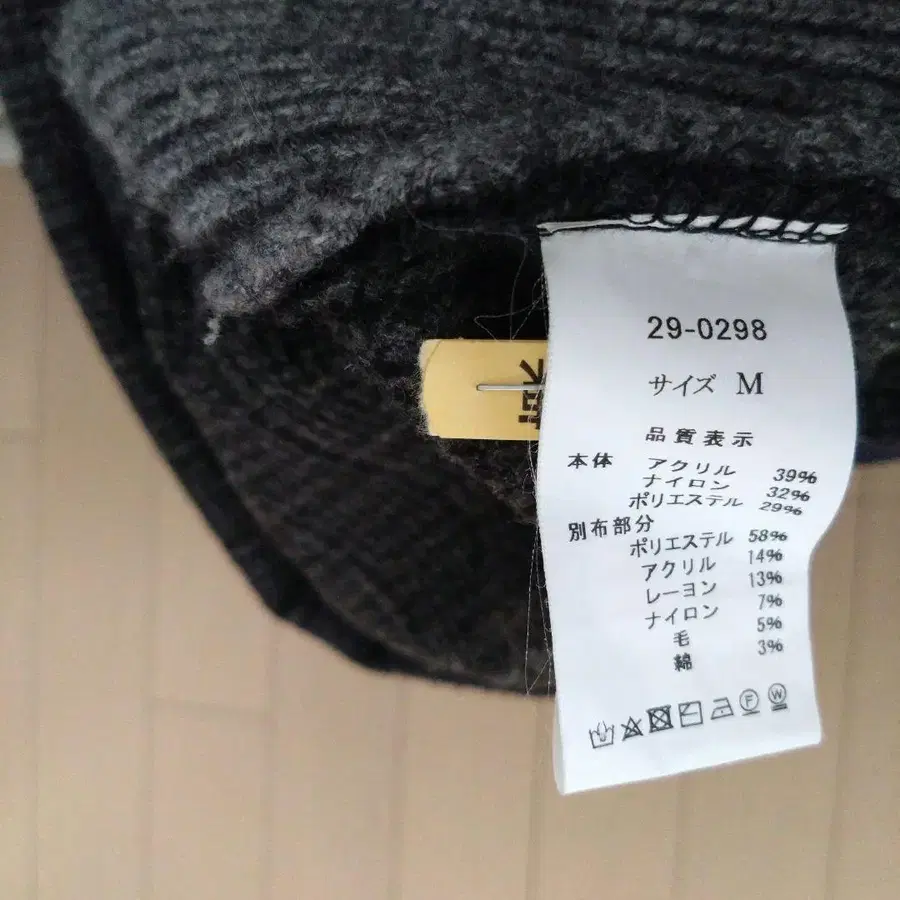 29-0298
サイズ M
品質表示
本体 アクリル 39%
ナイロン 32%
ポリエステル 29%
別布部分
ポリエステル 58%
アクリル 14%
レーヨン 13%
ナイロン 7%
毛 5%
綿 3%
F W